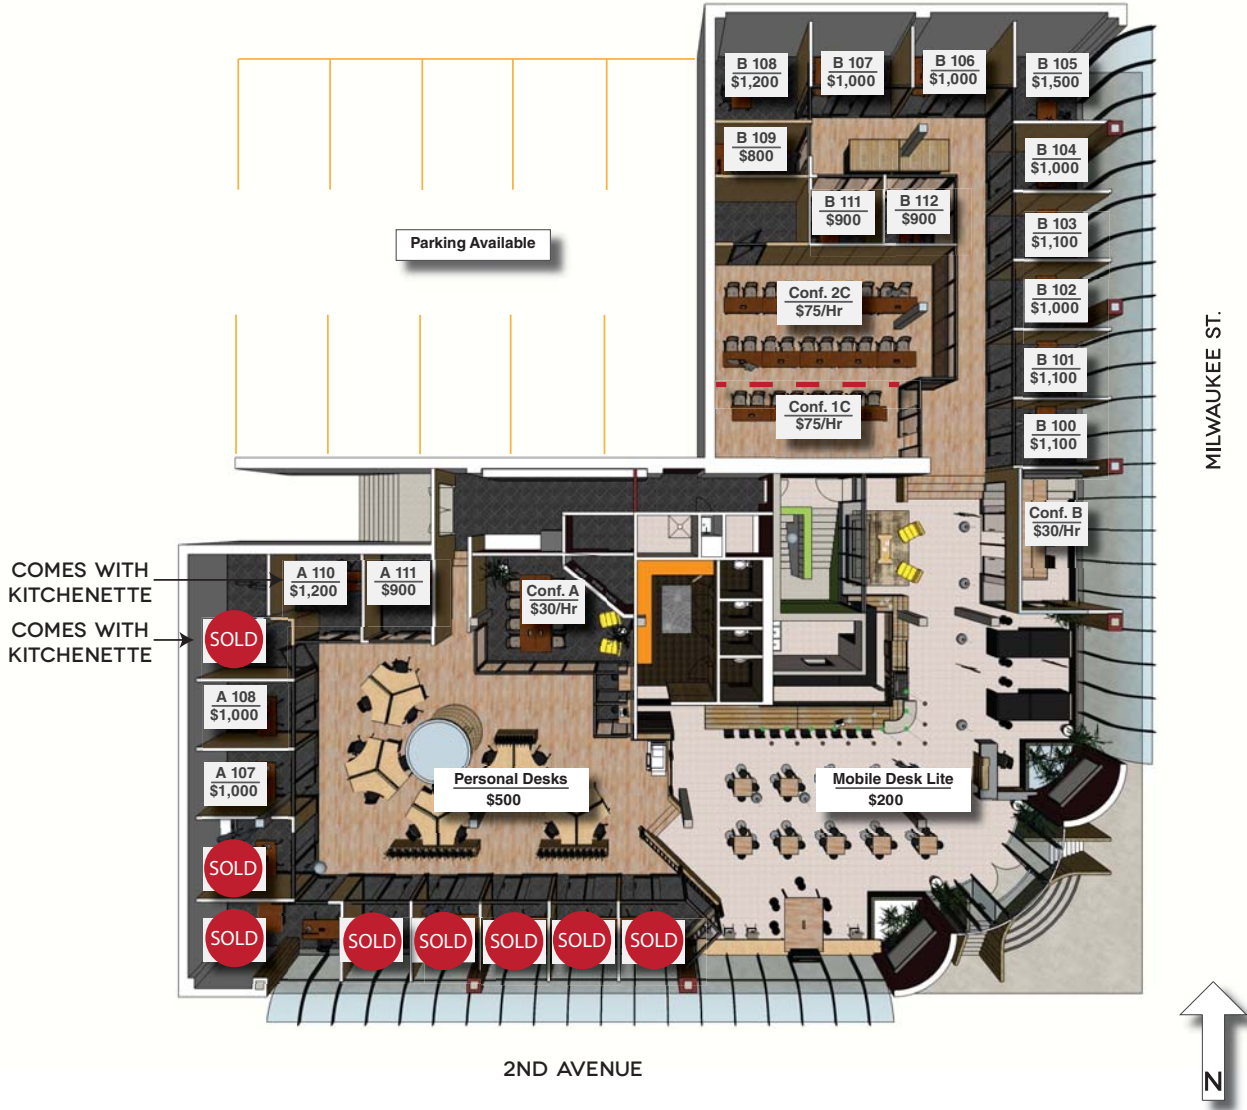 B 108
$1,200
B 107
$1,000
B 106
$1,000
B 105
$1,500
B 109
$800
B 104
$1,000
B 111
$900
B 112
$900
B 103
$1,100
Parking Available
Conf. 2C
$75/Hr
B 102
$1,000
B 101
$1,100
MILWAUKEE ST.
Conf. 1C
$75/Hr
B 100
$1,100
Conf. B
$30/Hr
COMES WITH
KITCHENETTE
A 110
$1,200
A 111
$900
Conf. A
$30/Hr
COMES WITH
KITCHENETTE
SOLD
A 108
$1,000
A 107
$1,000
Personal Desks
$500
Mobile Desk Lite
$200
SOLD
SOLD
SOLD
SOLD
SOLD
SOLD
SOLD
2ND AVENUE
N